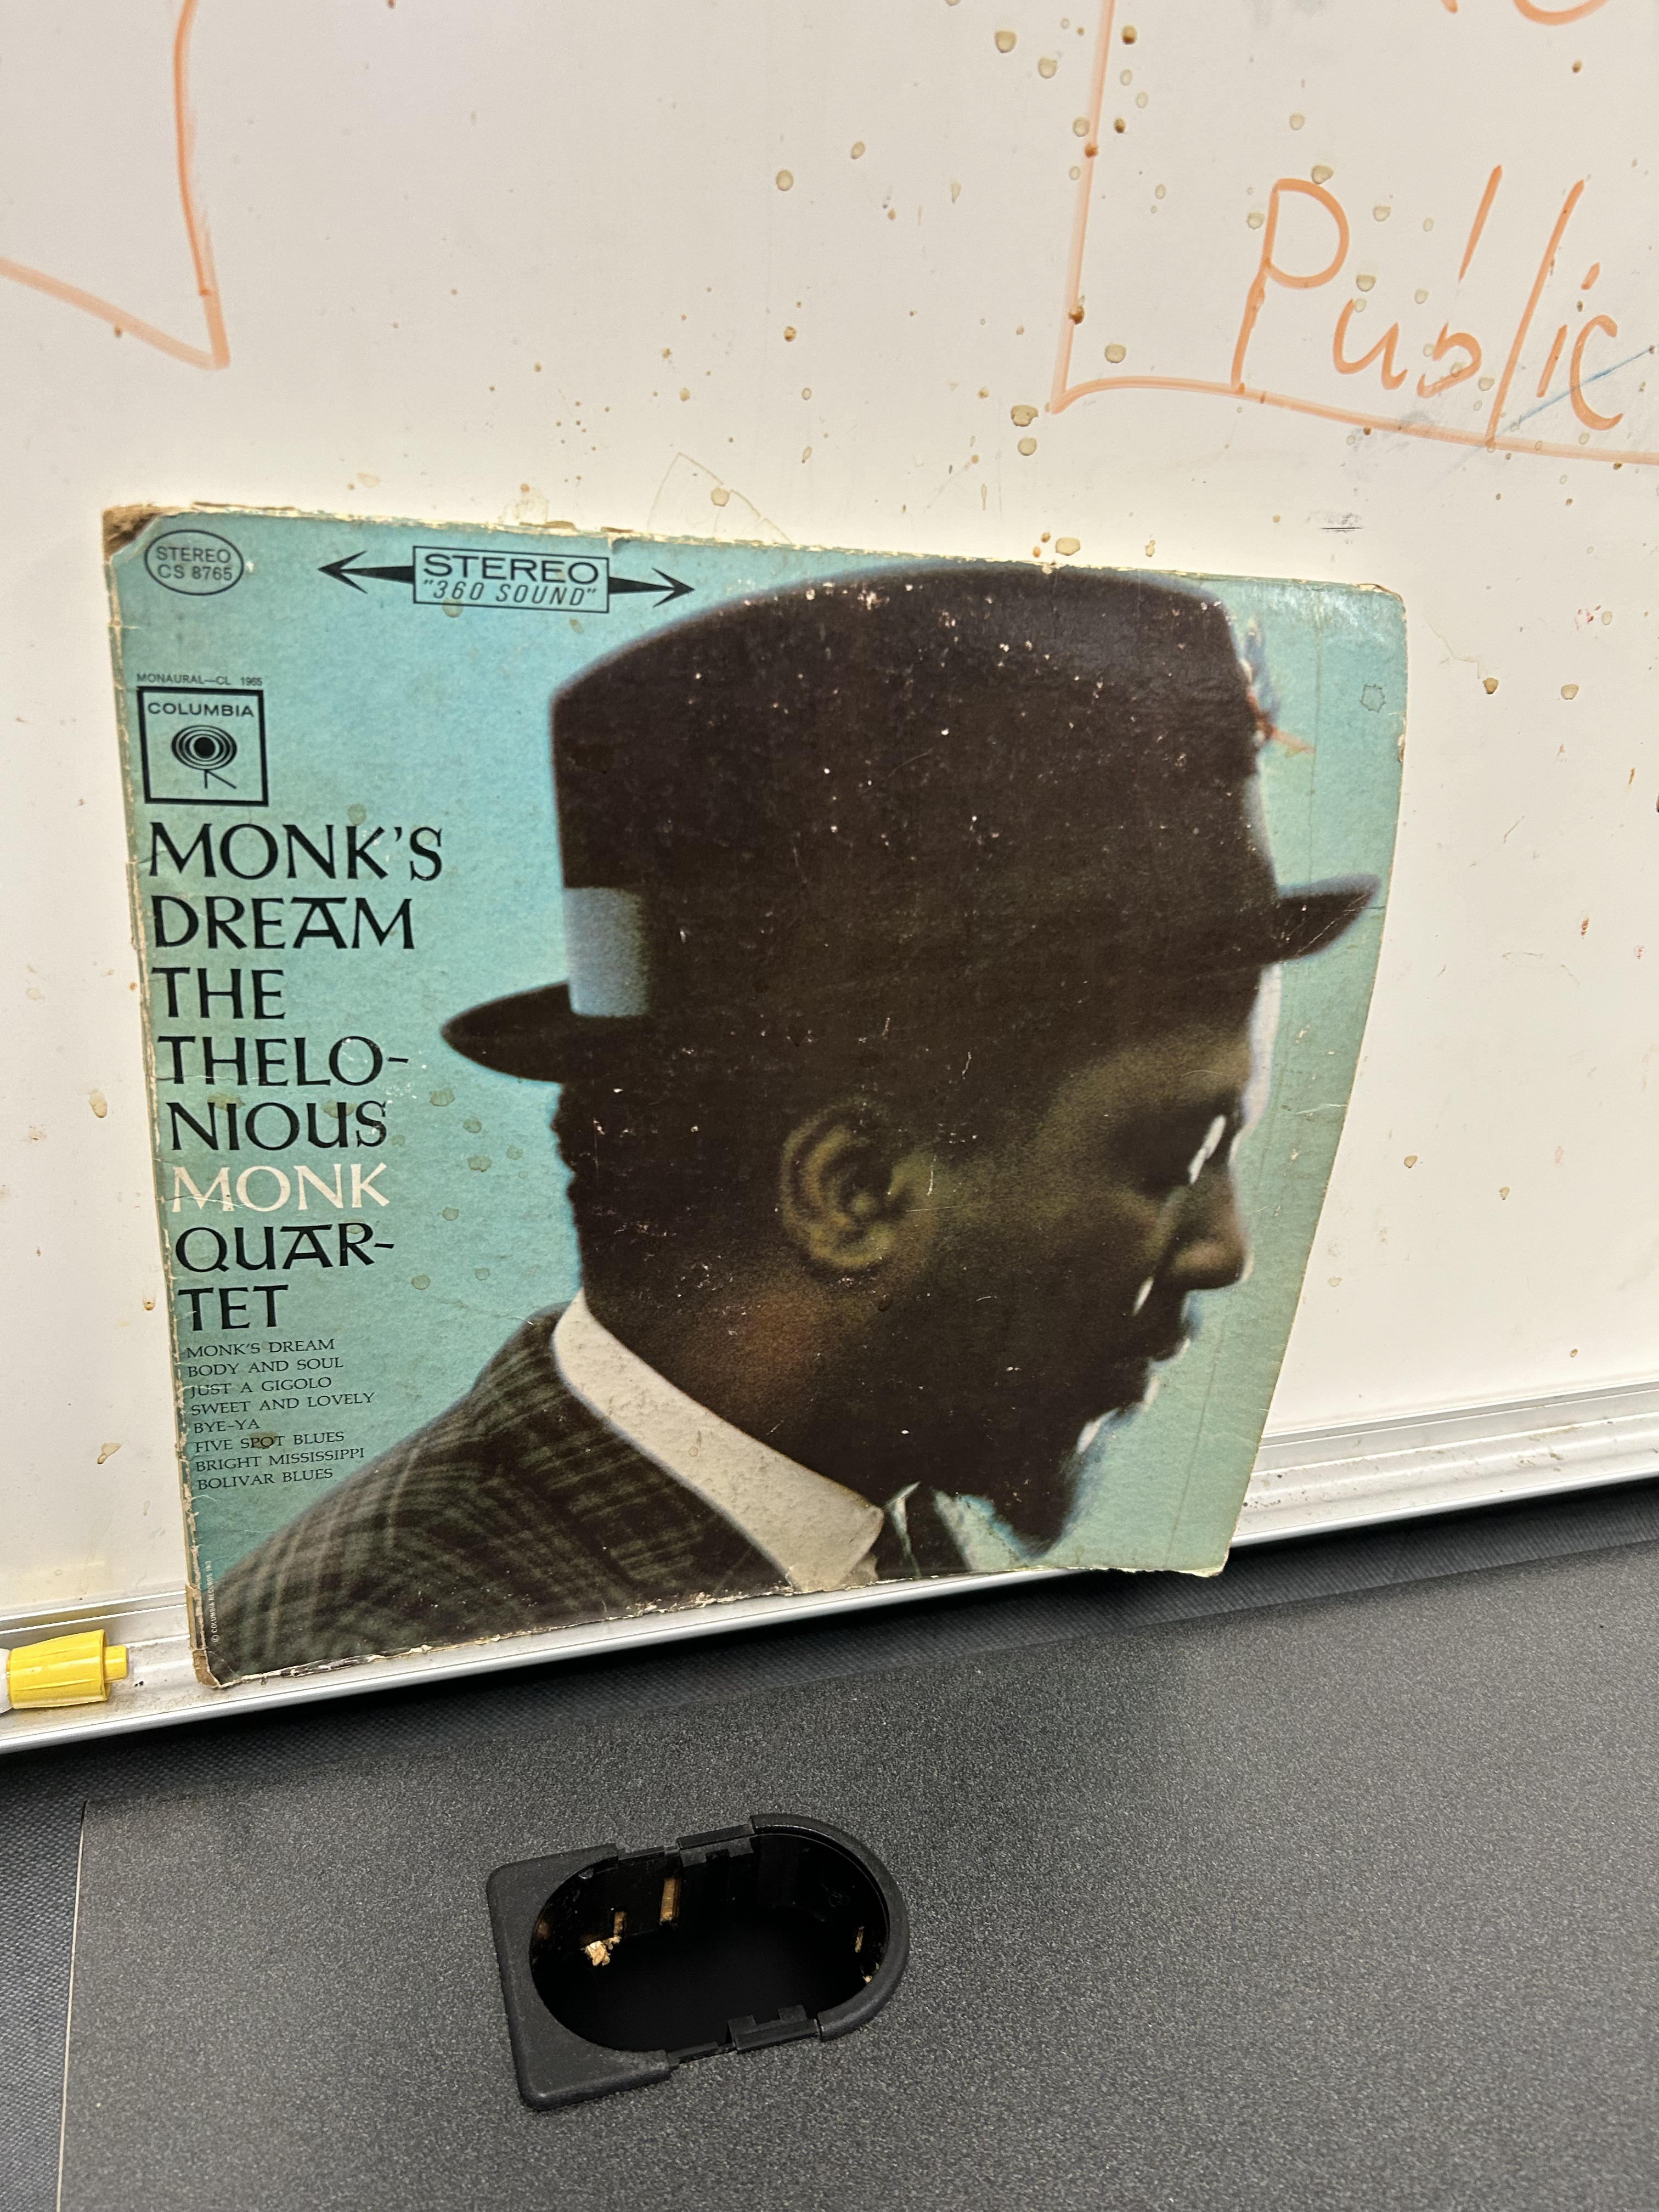 Public
STEREO
CS 8765
STEREO
"360 SOUND"
MONAURAL—CL 1965
COLUMBIA
MONK'S
DREAM
THE
THELO-
NIOUS
MONK
QUAR-
TET
MONK'S DREAM
BODY AND SOUL
JUST A GIGOLO
SWEET AND LOVELY
BYE-YA
FIVE SPOT BLUES
BRIGHT MISSISSIPPI
BOLIVAR BLUES